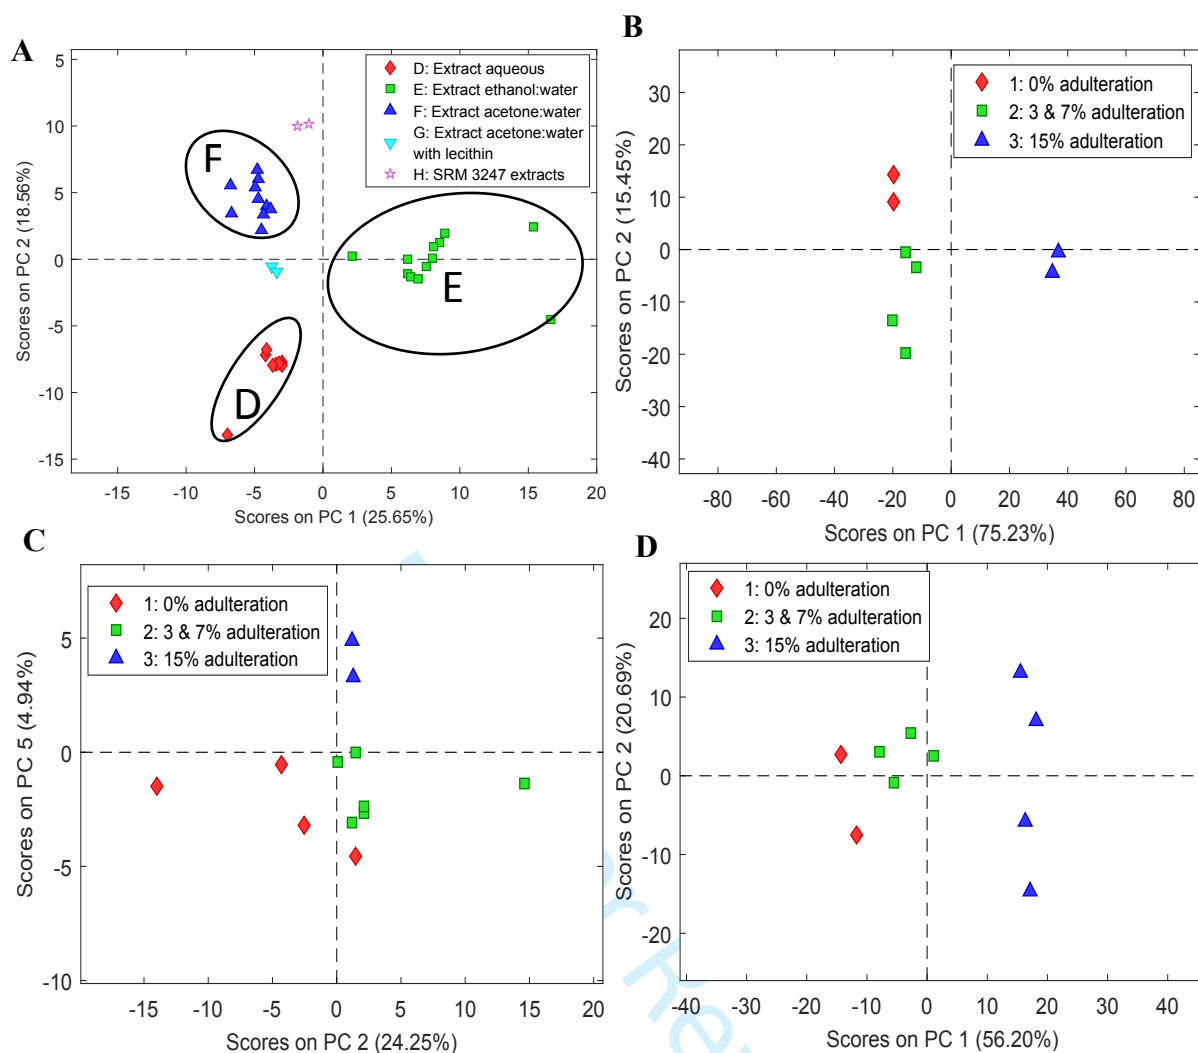 A
D: Extract aqueous
E: Extract ethanol:water
F: Extract acetone:water
G: Extract acetone:water
with lecithin
H: SRM 3247 extracts
F
E
D
5
10
5
0
-5
-10
-15
Scores on PC 2 (18.56%)
-15
-10
-5
0
5
10
15
20
Scores on PC 1 (25.65%)
B
1: 0% adulteration
2: 3 & 7% adulteration
3: 15% adulteration
30
20
10
0
-10
-20
-30
-40
Scores on PC 2 (15.45%)
-80
-60
-40
-20
0
20
40
60
80
Scores on PC 1 (75.23%)
C
1: 0% adulteration
2: 3 & 7% adulteration
3: 15% adulteration
5
0
-5
-10
Scores on PC 5 (4.94%)
-15
-10
-5
0
5
10
15
20
Scores on PC 2 (24.25%)
D
1: 0% adulteration
2: 3 & 7% adulteration
3: 15% adulteration
20
10
0
-10
-20
Scores on PC 2 (20.69%)
-40
-30
-20
-10
0
10
20
30
40
Scores on PC 1 (56.20%)